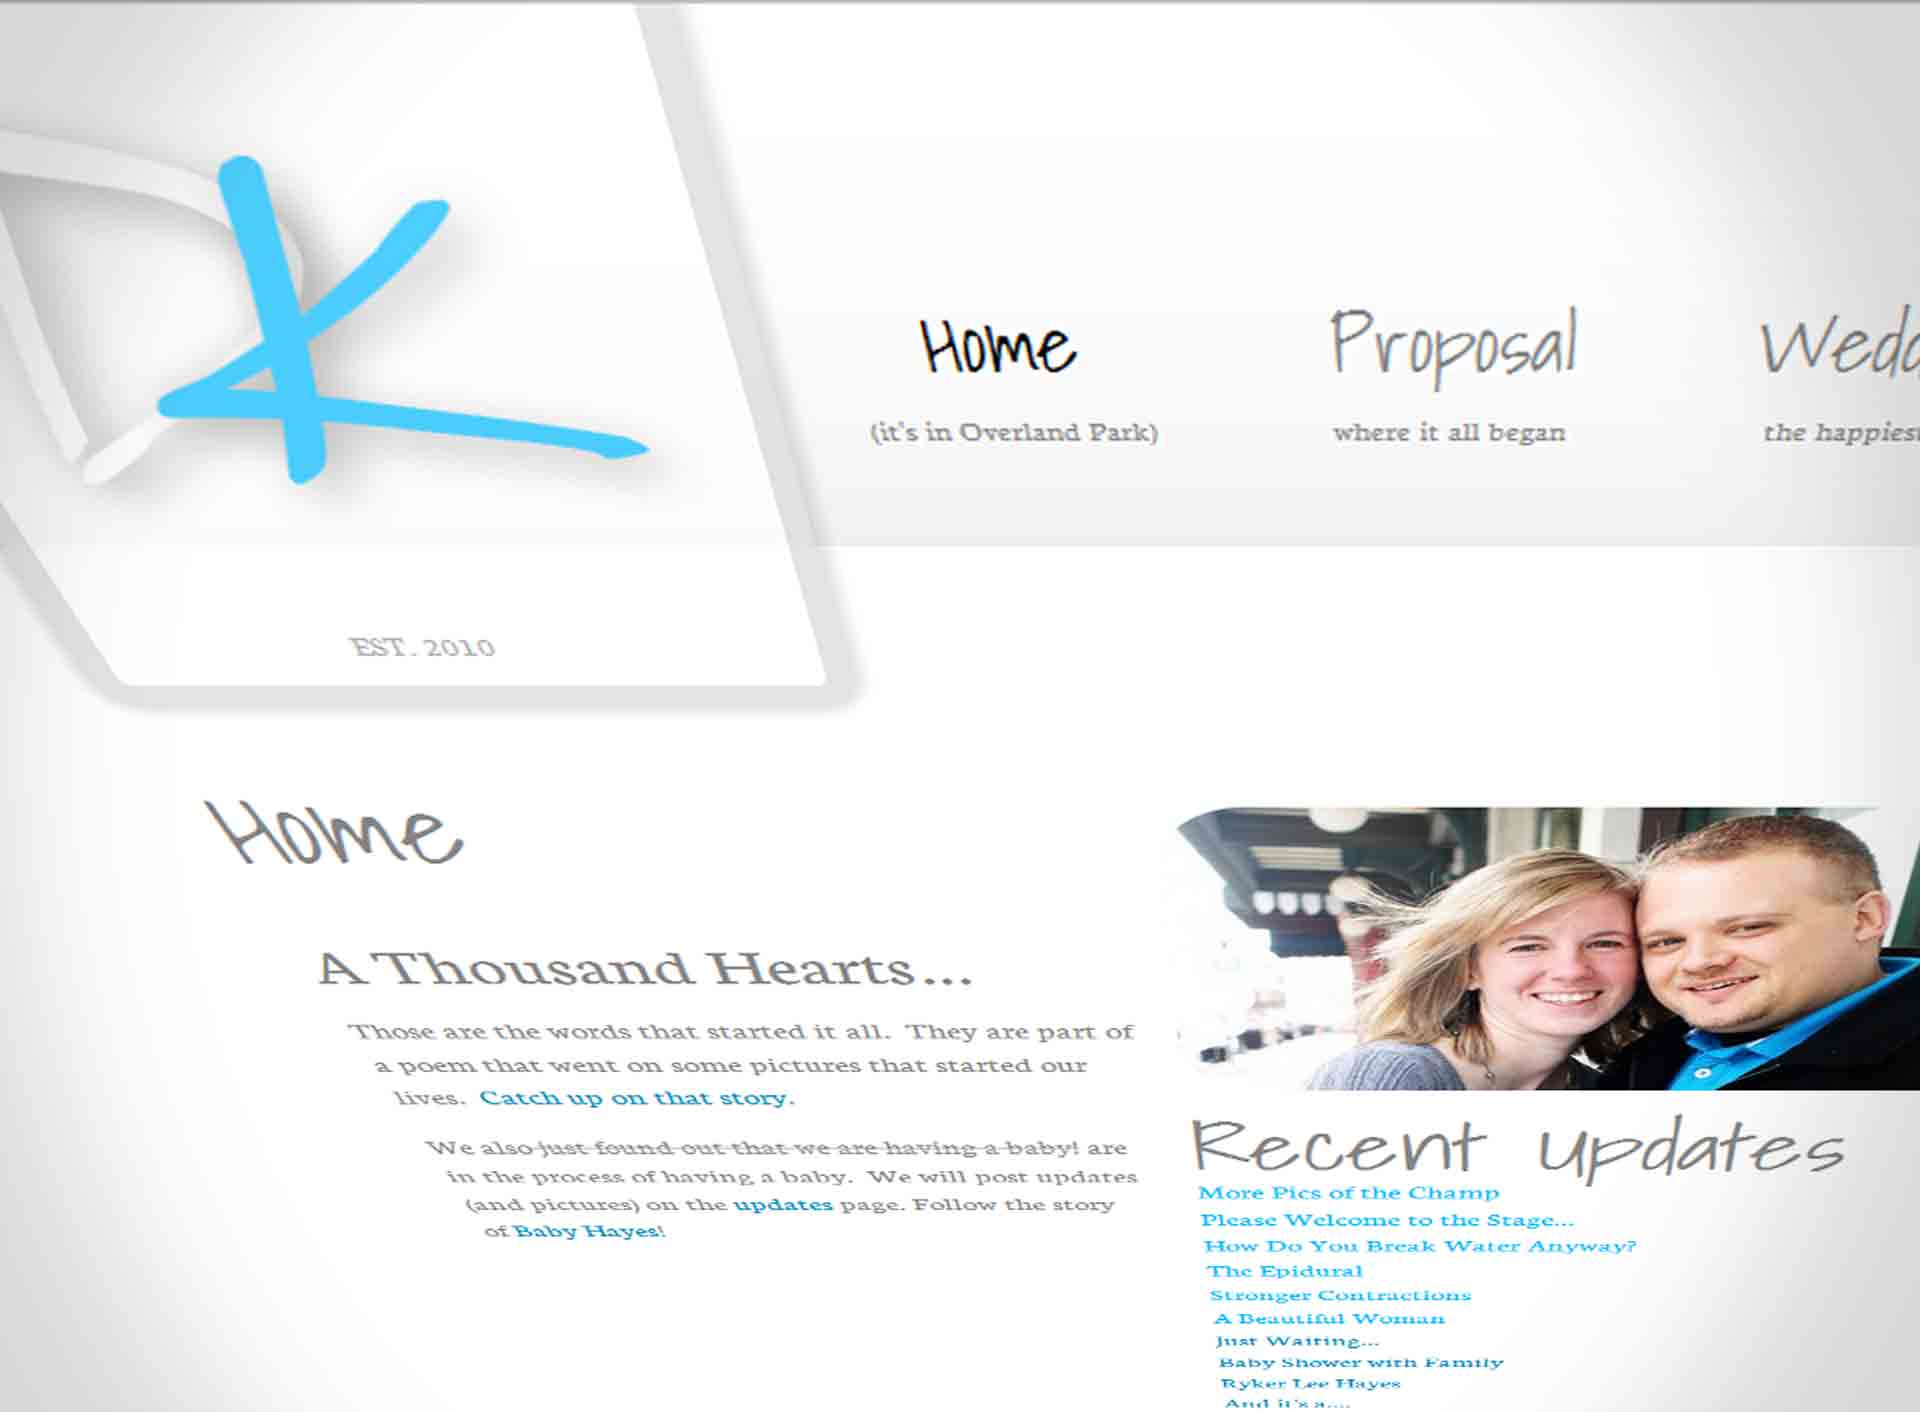 Home
Proposal
(it's in Overland Park)
where it all began
the
EST. 2010
Home
A Thousand Hearts...
Those are the words that started it all. They are part of
a poem that went on some pictures that started our
lives. Catch up on that story.
We also just found out that we are having a baby! are
in the process of having a baby. We will post updates
(and pictures) on the updates page. Follow the story
of Baby Hayes!
Recent updates
More Pics of the Champ
Please Welcome to the Stage...
How Do You Break Water Anyway?
The Epidural
Stronger Contractions
A Beautiful Woman
Just Waiting...
Baby Shower with Family
Ryker Lee Hayes
And it's a....